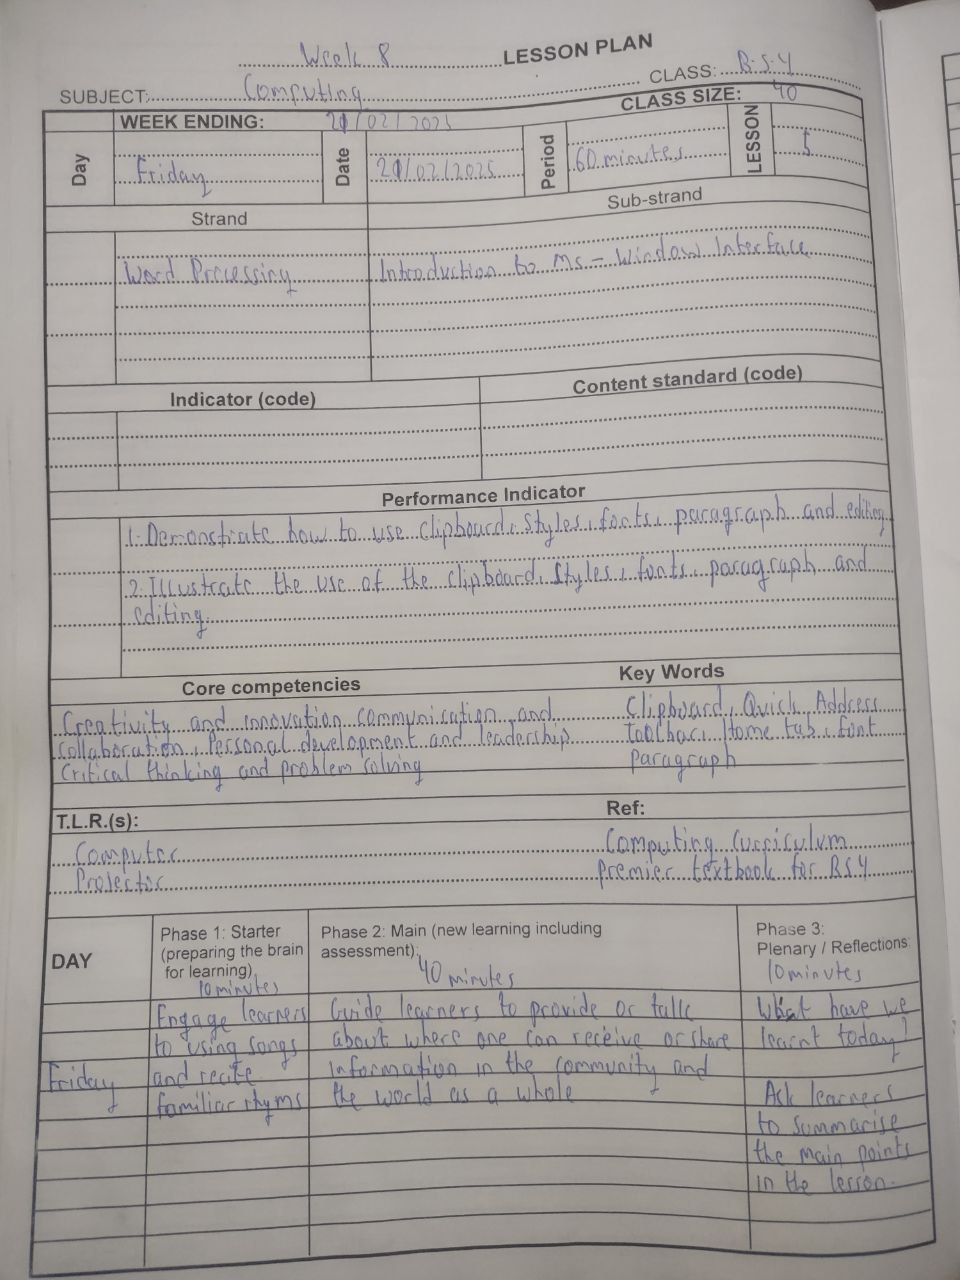 Week 8 LESSON PLAN
SUBJECT: Computing CLASS: B.S.4
CLASS SIZE: 40
WEEK ENDING: 21/02/2025
Day Friday Date 21/02/2025 Period 60 minutes LESSON 5
Strand Sub-strand
Word Processing Introduction to Ms - Window Interface
Indicator (code) Content standard (code)
Performance Indicator
1. Demonstrate how to use clipboard, styles, fonts, paragraph and editing
2. Illustrate the use of the clipboard, styles, fonts, paragraph and
editing.
Core competencies Key Words
Creativity and innovation communication and Clipboard, Quick Address
collaboration, Personal development and leadership toolbar, Home tab, font
Critical thinking and problem solving paragraph
T.L.R.(s): Ref:
Computer Computing Curriculum
Projector premier textbook for BS4
DAY
Phase 1: Starter
(preparing the brain
for learning)
10 minutes
Phase 2: Main (new learning including
assessment):
40 minutes
Phase 3:
Plenary / Reflections
10 minutes
Friday
Engage learners
to using songs
and recite
familiar rhyms
Guide learners to provide or talk
about where one can receive or share
information in the community and
the world as a whole
What have we
learnt today?
Ask learners
to summarise
the main points
in the lesson.